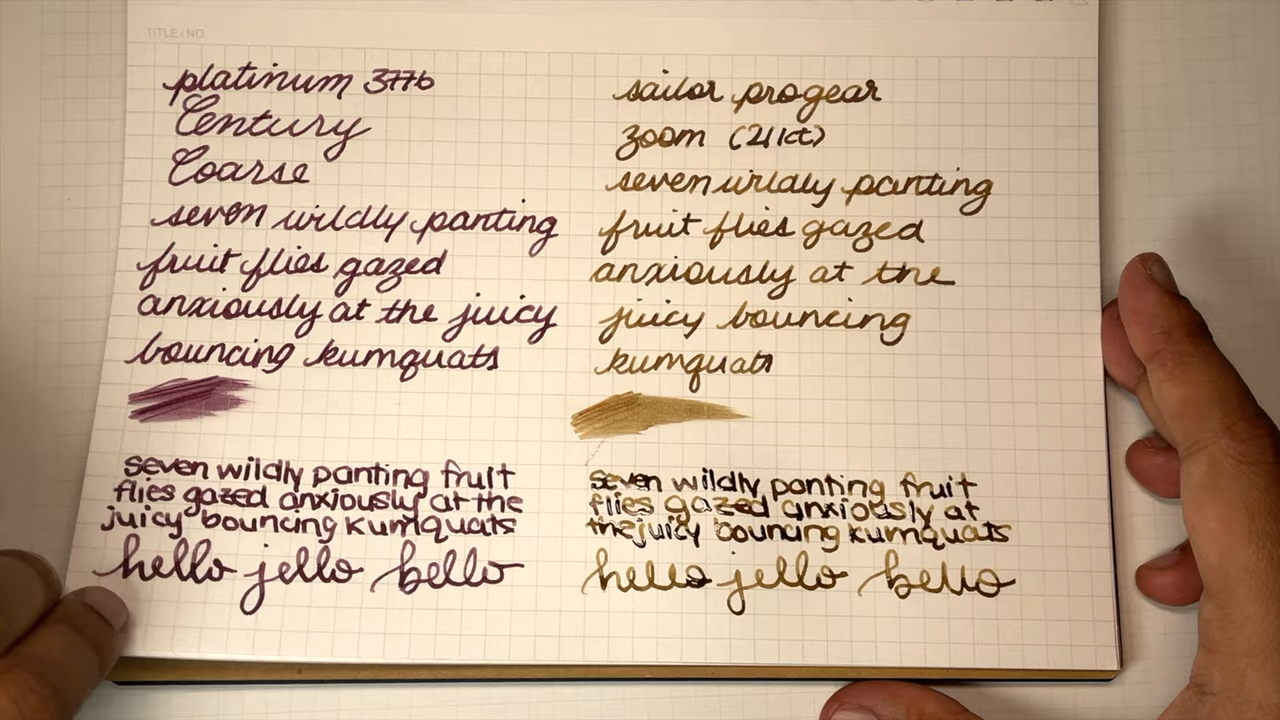 TITLE / NO.
platinum 3776
Century
Coarse
seven wildly panting
fruit flies gazed
anxiously at the juicy
bouncing kumquats
seven wildly panting fruit
flies gazed anxiously at the
juicy bouncing kumquats
hello jello bello
sailor progear
zoom (21kt)
seven wildly panting
fruit flies gazed
anxiously at the
juicy bouncing
kumquats
seven wildly panting fruit
flies gazed anxiously at
the juicy bouncing kumquats
hello jello bello